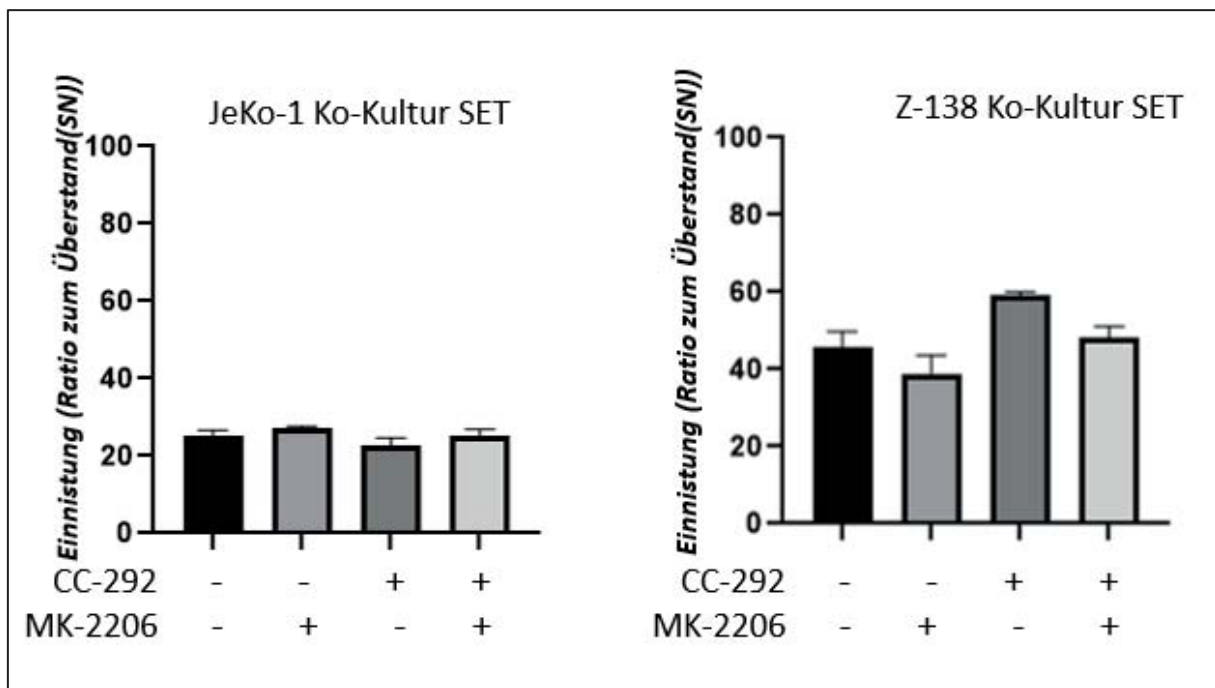 JeKo-1 Ko-Kultur SET
Einnistung (Ratio zum Überstand(SN))
100
80
60
40
20
0
CC-292 - - + +
MK-2206 - + - +
Z-138 Ko-Kultur SET
Einnistung (Ratio zum Überstand(SN))
100
80
60
40
20
0
CC-292 - - + +
MK-2206 - + - +